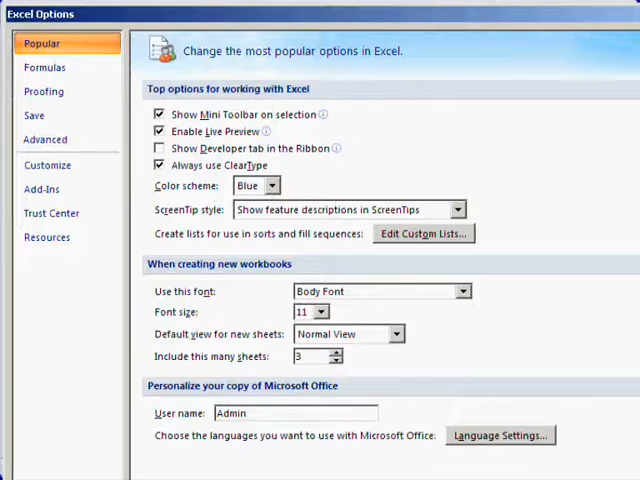 Excel Options
Popular
Formulas
Proofing
Save
Advanced
Customize
Add-Ins
Trust Center
Resources
Change the most popular options in Excel.
Top options for working with Excel
Show Mini Toolbar on selection
Enable Live Preview
Show Developer tab in the Ribbon
Always use ClearType
Color scheme: Blue
ScreenTip style: Show feature descriptions in ScreenTips
Create lists for use in sorts and fill sequences: Edit Custom Lists...
When creating new workbooks
Use this font: Body Font
Font size: 11
Default view for new sheets: Normal View
Include this many sheets: 3
Personalize your copy of Microsoft Office
User name: Admin
Choose the languages you want to use with Microsoft Office: Language Settings...